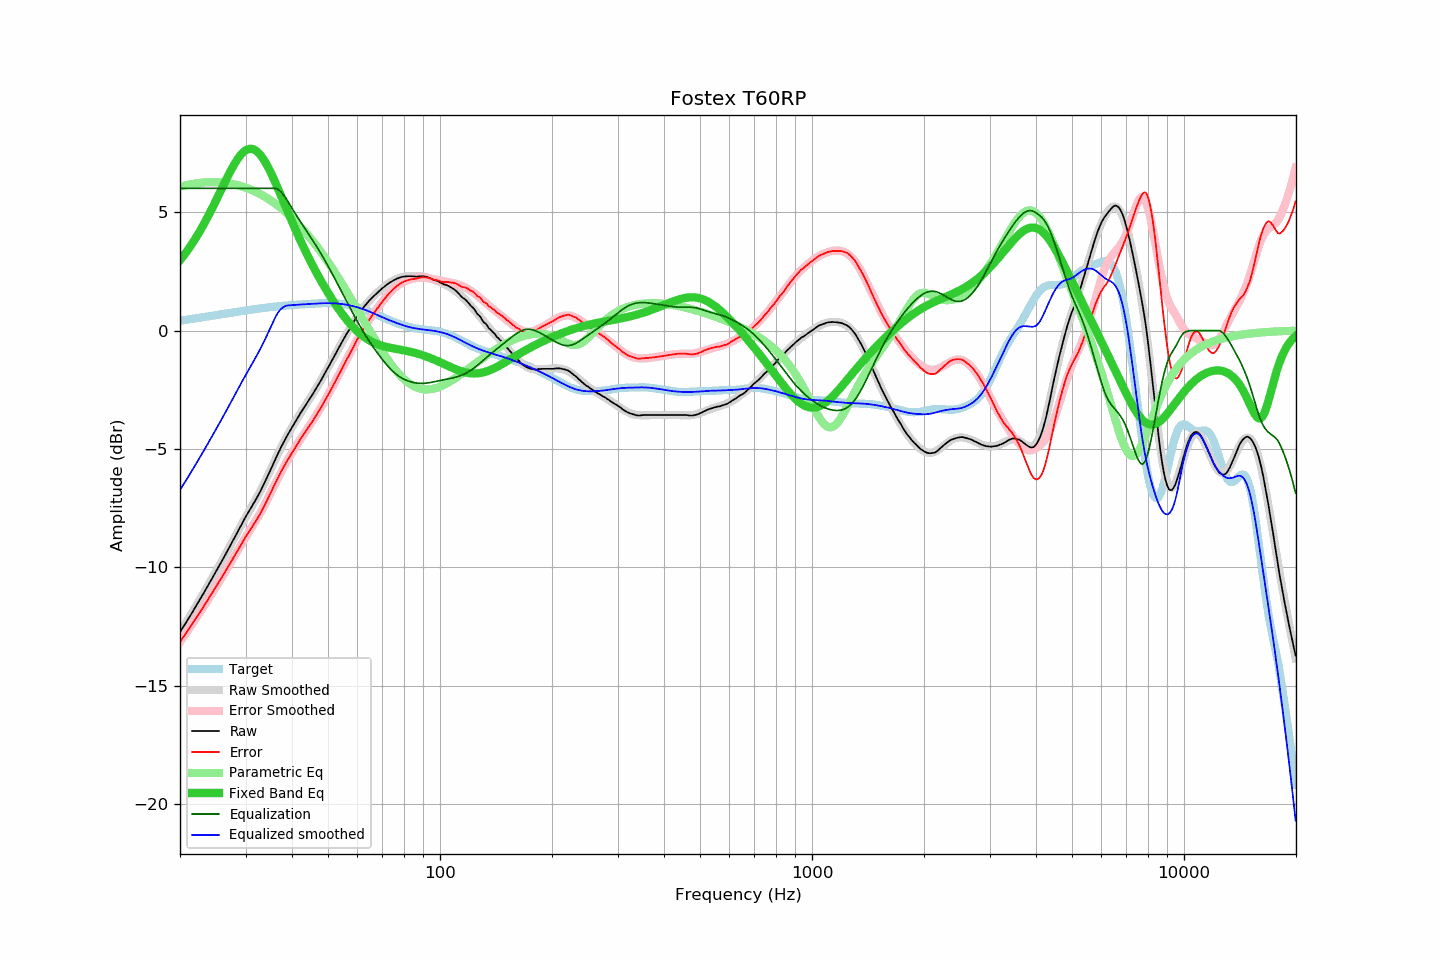 Fostex T60RP
Amplitude (dBr)
5
0
−5
−10
−15
−20
Target
Raw Smoothed
Error Smoothed
Raw
Error
Parametric Eq
Fixed Band Eq
Equalization
Equalized smoothed
100
1000
10000
Frequency (Hz)